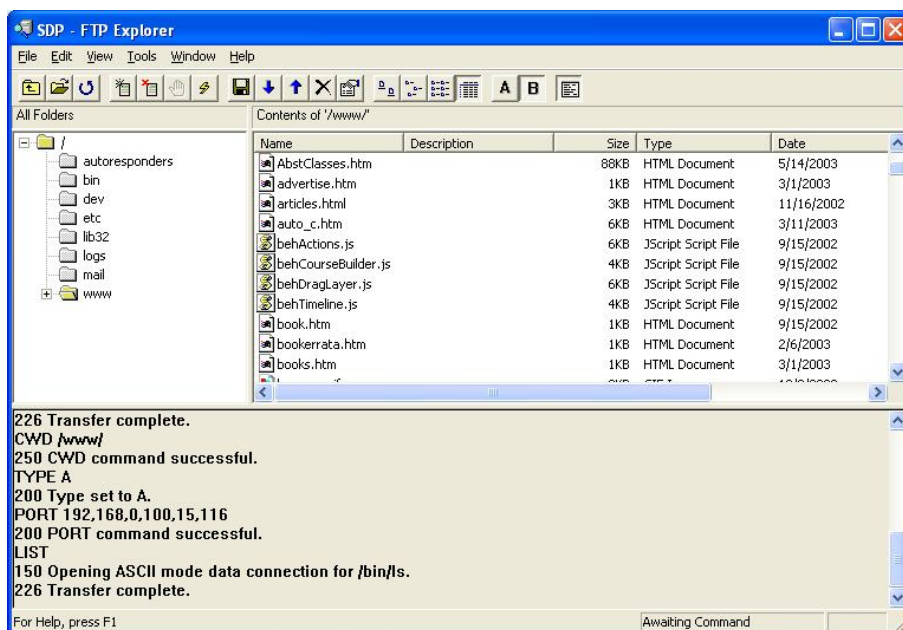 SDP - FTP Explorer
File Edit View Tools Window Help
A B
All Folders
Contents of '/www/'
/
autoresponders
bin
dev
etc
lib32
logs
mail
www
Name Description Size Type Date
AbstClasses.htm 88KB HTML Document 5/14/2003
advertise.htm 1KB HTML Document 3/1/2003
articles.html 3KB HTML Document 11/16/2002
auto_c.htm 6KB HTML Document 3/11/2003
behActions.js 6KB JScript Script File 9/15/2002
behCourseBuilder.js 4KB JScript Script File 9/15/2002
behDragLayer.js 6KB JScript Script File 9/15/2002
behTimeline.js 4KB JScript Script File 9/15/2002
book.htm 1KB HTML Document 9/15/2002
bookerrata.htm 1KB HTML Document 2/6/2003
books.htm 1KB HTML Document 3/1/2003
226 Transfer complete.
CWD /www/
250 CWD command successful.
TYPE A
200 Type set to A.
PORT 192,168,0,100,15,116
200 PORT command successful.
LIST
150 Opening ASCII mode data connection for /bin/ls.
226 Transfer complete.
For Help, press F1
Awaiting Command